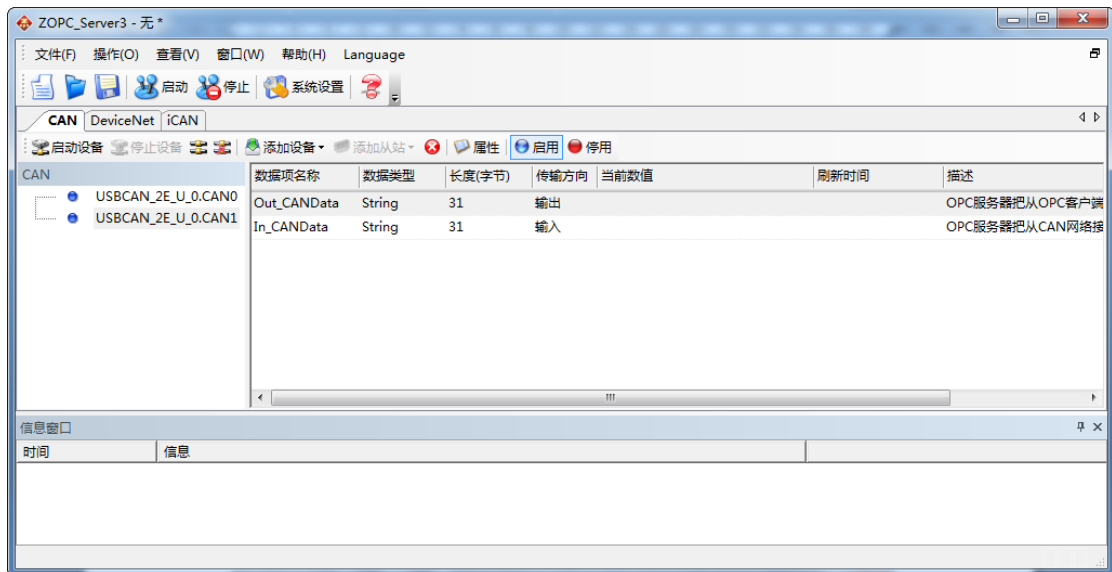 ZOPC_Server3 - 无 *
文件(F) 操作(O) 查看(V) 窗口(W) 帮助(H) Language
启动 停止 系统设置
CAN DeviceNet iCAN
启动设备 停止设备 添加设备 添加从站 属性 启用 停用
CAN
USBCAN_2E_U_0.CAN0
USBCAN_2E_U_0.CAN1
数据项名称 数据类型 长度(字节) 传输方向 当前数值 刷新时间 描述
Out_CANData String 31 输出 OPC服务器把从OPC客户端
In_CANData String 31 输入 OPC服务器把从CAN网络接
信息窗口
时间 信息